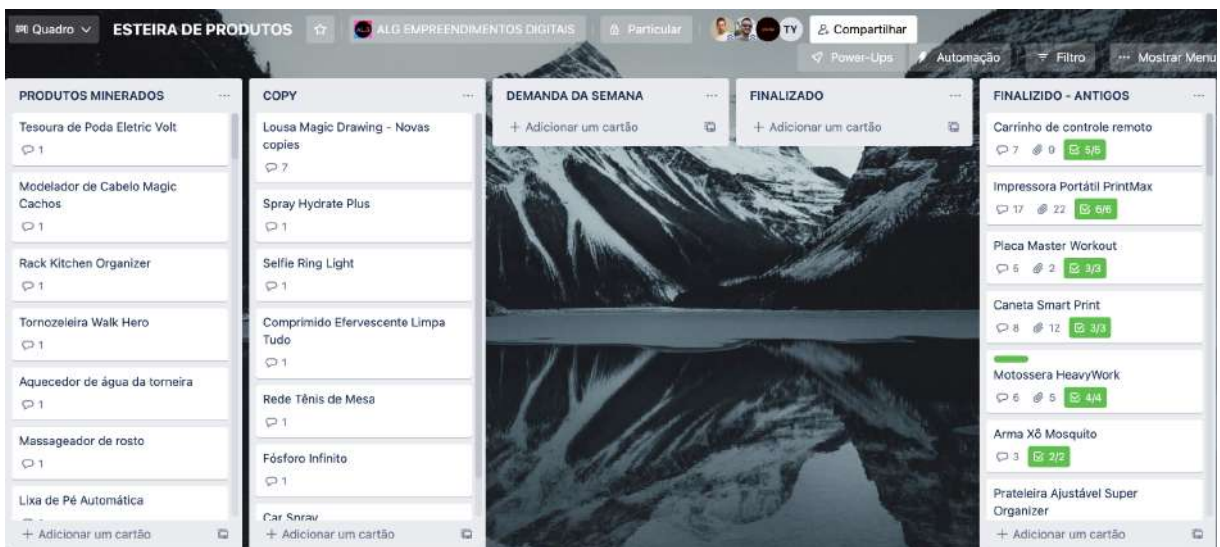 Quadro
ESTEIRA DE PRODUTOS
ALG EMPREENDIMENTOS DIGITAIS
Particular
TY
Compartilhar
Power-Ups
Automação
Filtro
Mostrar Menu
PRODUTOS MINERADOS
Tesoura de Poda Eletric Volt
1
Modelador de Cabelo Magic
Cachos
1
Rack Kitchen Organizer
1
Tornozeleira Walk Hero
1
Aquecedor de água da torneira
1
Massageador de rosto
1
Lixa de Pé Automática
+ Adicionar um cartão
COPY
Lousa Magic Drawing - Novas
copies
7
Spray Hydrate Plus
1
Selfie Ring Light
1
Comprimido Efervescente Limpa
Tudo
1
Rede Tênis de Mesa
1
Fósforo Infinito
1
Car Spray
+ Adicionar um cartão
DEMANDA DA SEMANA
+ Adicionar um cartão
FINALIZADO
+ Adicionar um cartão
FINALIZIDO - ANTIGOS
Carrinho de controle remoto
7 9 5/5
Impressora Portátil PrintMax
17 22 6/6
Placa Master Workout
5 2 3/3
Caneta Smart Print
8 12 3/3
Motossera HeavyWork
6 5 4/4
Arma Xô Mosquito
3 2/2
Prateleira Ajustável Super
Organizer
+ Adicionar um cartão